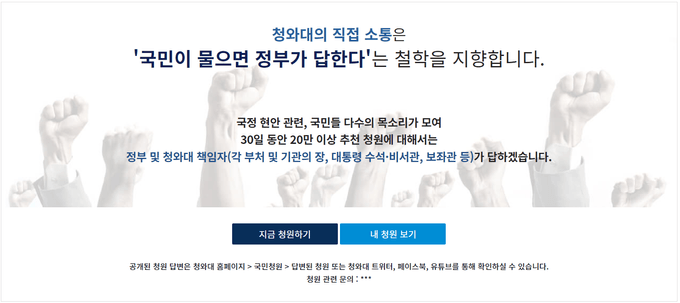 청와대의 직접 소통은
'국민이 물으면 정부가 답한다'는 철학을 지향합니다.
국정 현안 관련, 국민들 다수의 목소리가 모여
30일 동안 20만 이상 추천 청원에 대해서는
정부 및 청와대 책임자(각 부처 및 기관의 장, 대통령 수석·비서관, 보좌관 등)가 답하겠습니다.
지금 청원하기
내 청원 보기
공개된 청원 답변은 청와대 홈페이지 > 국민청원 > 답변된 청원 또는 청와대 트위터, 페이스북, 유튜브를 통해 확인하실 수 있습니다.
청원 관련 문의 : ***